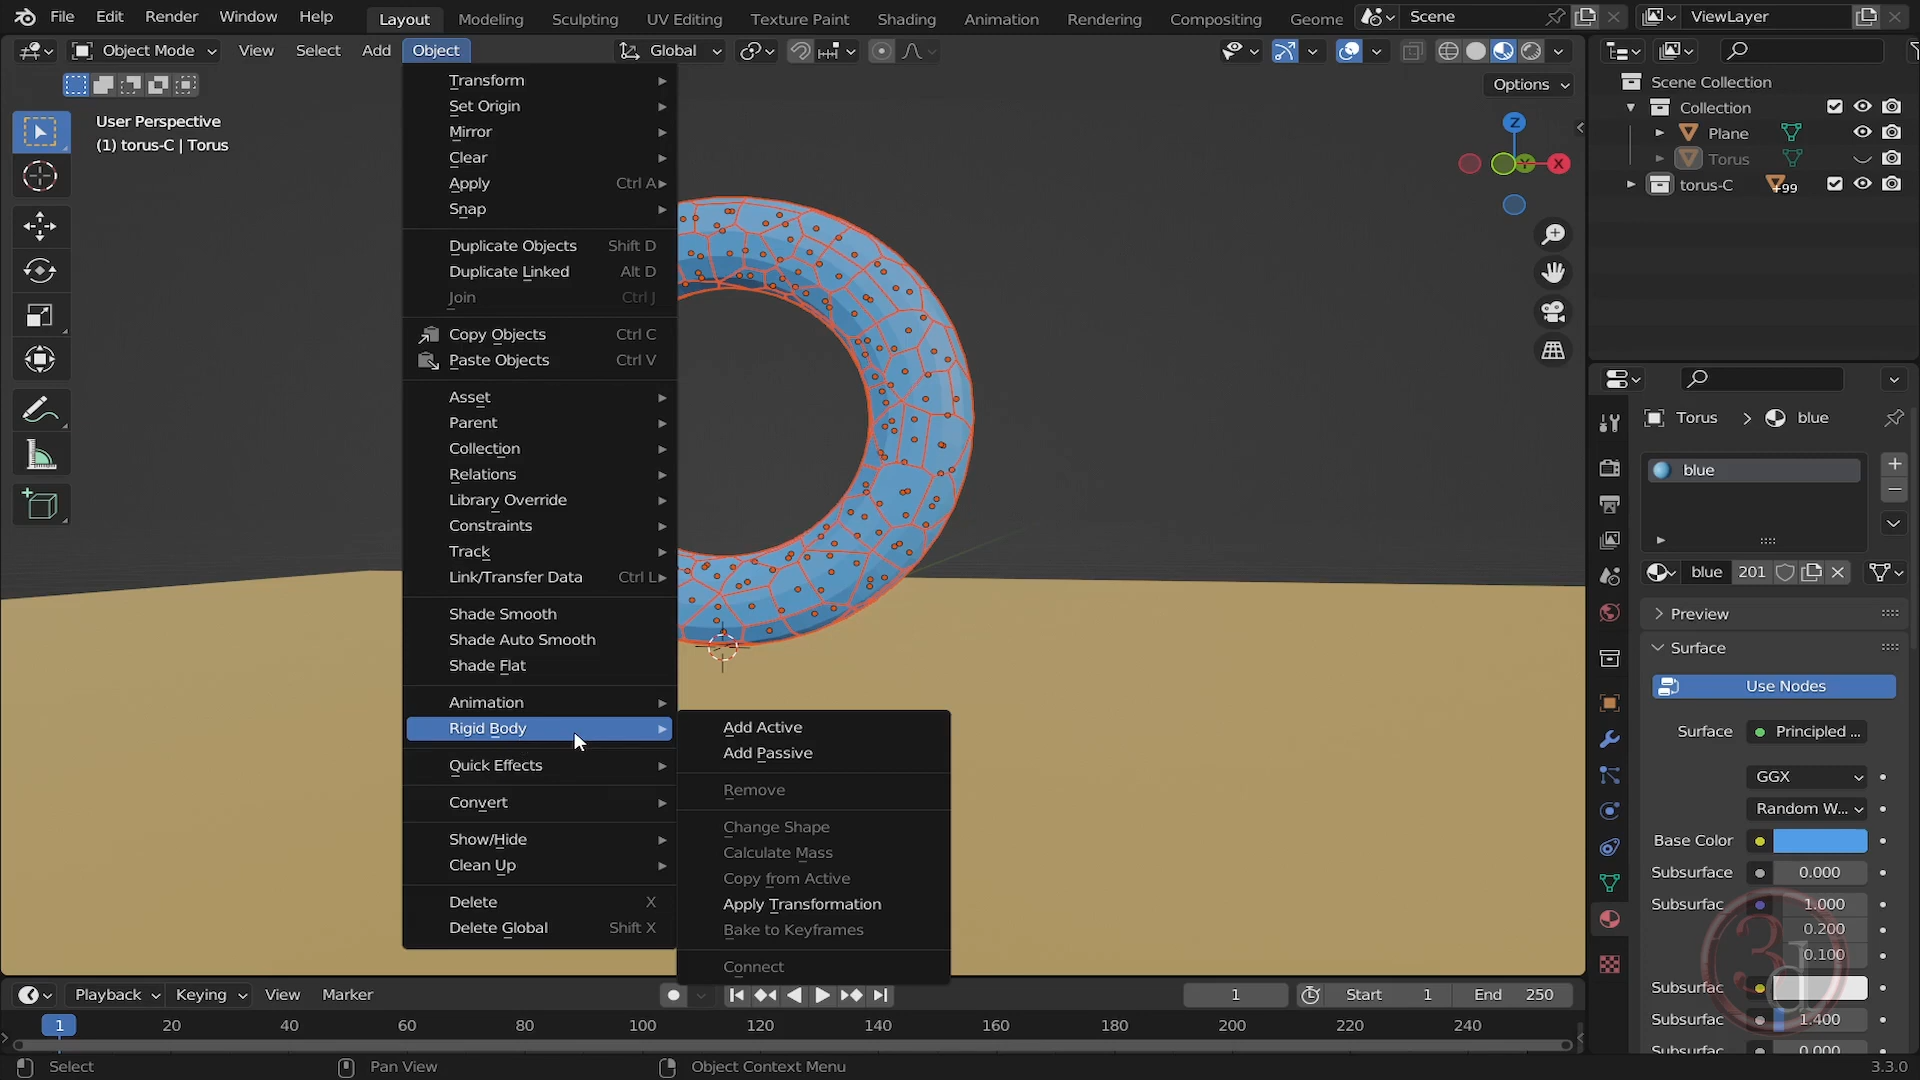 File Edit Render Window Help
Layout Modeling Sculpting UV Editing Texture Paint Shading Animation Rendering Compositing Geome
Scene
ViewLayer
Object Mode View Select Add Object
Global
Options
User Perspective
(1) torus-C | Torus
Z
Y
X
Transform
Set Origin
Mirror
Clear
Apply Ctrl A
Snap
Duplicate Objects Shift D
Duplicate Linked Alt D
Join Ctrl J
Copy Objects Ctrl C
Paste Objects Ctrl V
Asset
Parent
Collection
Relations
Library Override
Constraints
Track
Link/Transfer Data Ctrl L
Shade Smooth
Shade Auto Smooth
Shade Flat
Animation
Rigid Body
Quick Effects
Convert
Show/Hide
Clean Up
Delete X
Delete Global Shift X
Add Active
Add Passive
Remove
Change Shape
Calculate Mass
Copy from Active
Apply Transformation
Bake to Keyframes
Connect
Scene Collection
Collection
Plane
Torus
torus-C +99
Torus > blue
blue
blue 201
Preview
Surface
Use Nodes
Surface Principled ...
GGX
Random W...
Base Color
Subsurface 0.000
Subsurfac 1.000
0.200
0.100
Subsurfac
Subsurfac 1.400
Subsurfac 0.000
3d
Playback Keying View Marker
1 Start 1 End 250
1 20 40 60 80 100 120 140 160 180 200 220 240
Select Pan View Object Context Menu 3.3.0